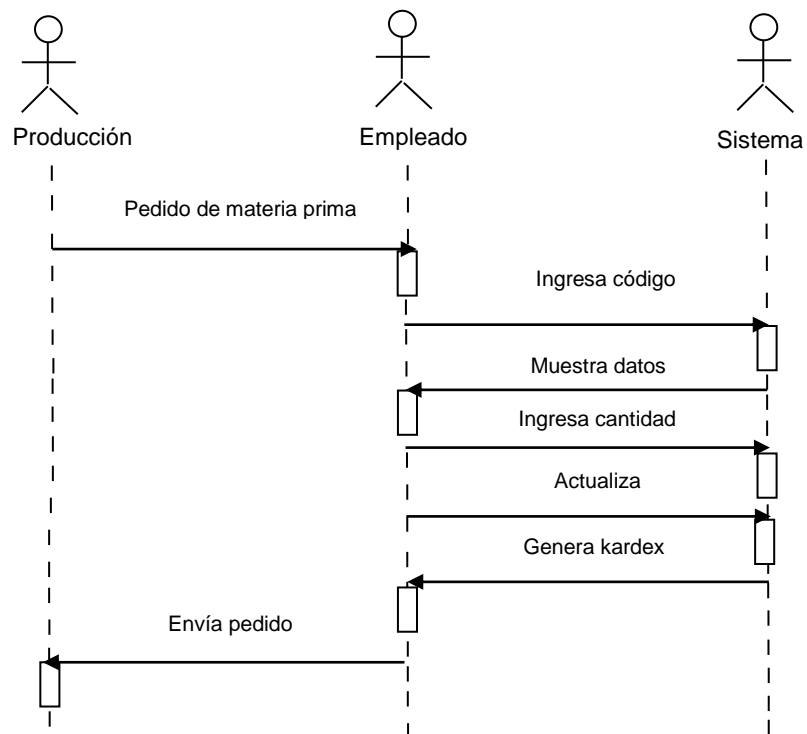 Producción
Empleado
Sistema
Pedido de materia prima
Ingresa código
Muestra datos
Ingresa cantidad
Actualiza
Genera kardex
Envía pedido